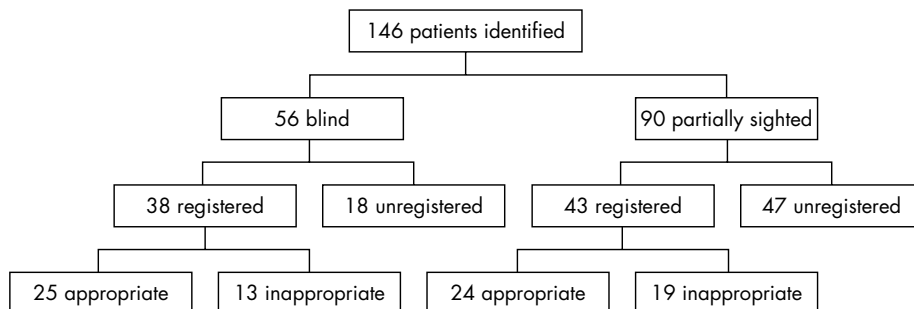 146 patients identified
56 blind
90 partially sighted
38 registered
18 unregistered
43 registered
47 unregistered
25 appropriate
13 inappropriate
24 appropriate
19 inappropriate